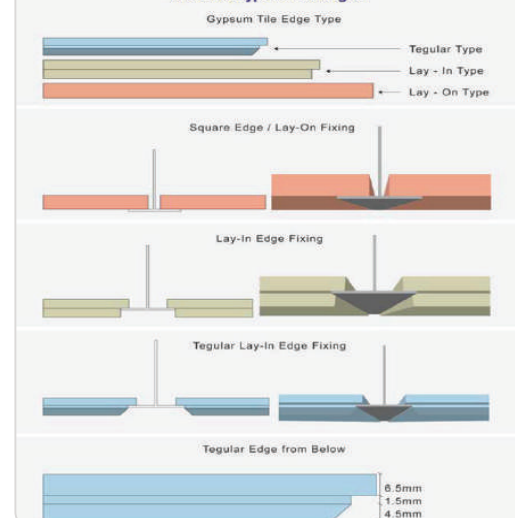 Gypsum Tile Edge Type
Tegular Type
Lay - In Type
Lay - On Type
Square Edge / Lay-On Fixing
Lay-In Edge Fixing
Tegular Lay-In Edge Fixing
Tegular Edge from Below
6.5mm
1.5mm
4.5mm